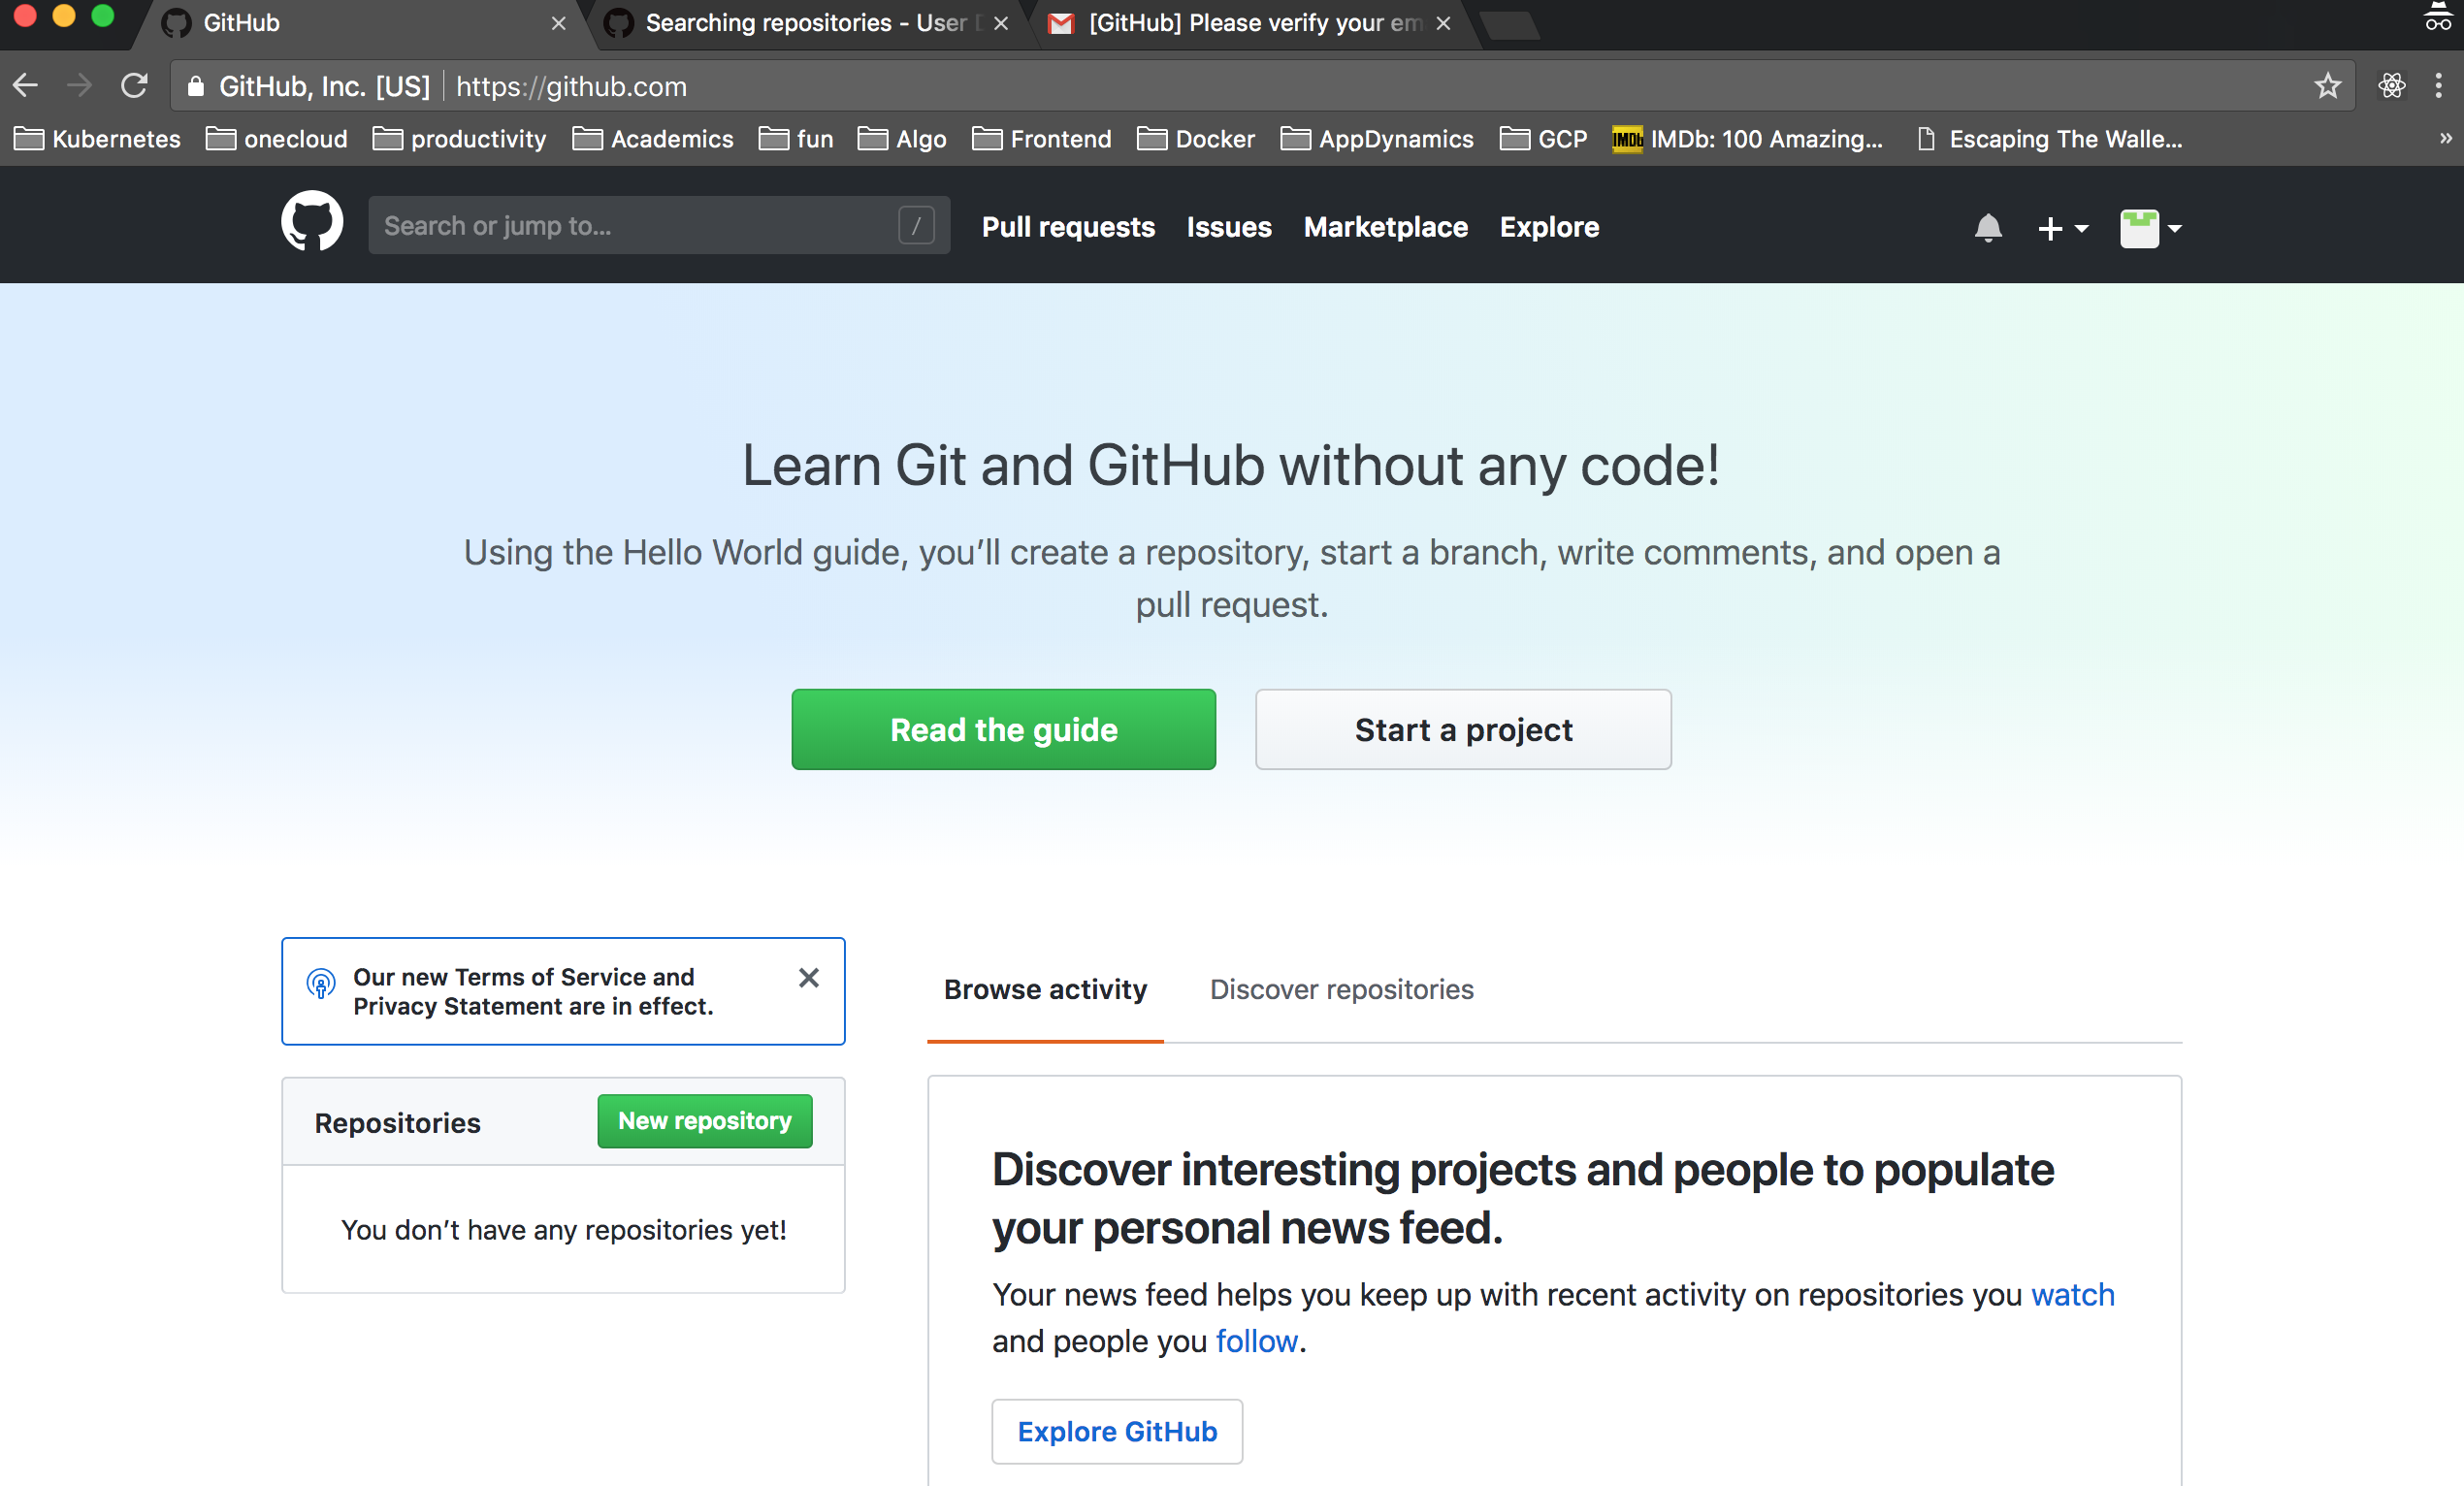 GitHub
Searching repositories - User
[GitHub] Please verify your em
GitHub, Inc. [US] https://github.com
Kubernetes onecloud productivity Academics fun Algo Frontend Docker AppDynamics GCP IMDb IMDb: 100 Amazing... Escaping The Walle... »
Search or jump to... / Pull requests Issues Marketplace Explore
Learn Git and GitHub without any code!
Using the Hello World guide, you’ll create a repository, start a branch, write comments, and open a
pull request.
Read the guide Start a project
Our new Terms of Service and
Privacy Statement are in effect.
Browse activity Discover repositories
Repositories New repository
You don’t have any repositories yet!
Discover interesting projects and people to populate
your personal news feed.
Your news feed helps you keep up with recent activity on repositories you watch
and people you follow.
Explore GitHub